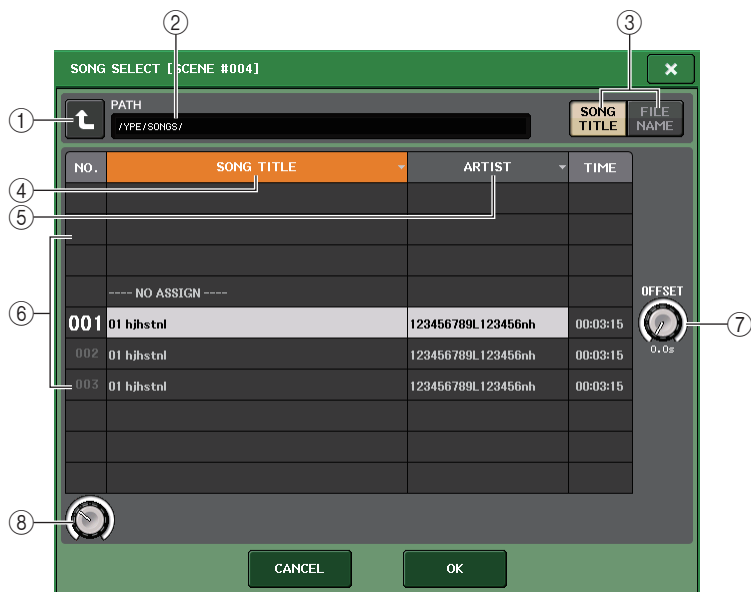 ② ③
SONG SELECT [SCENE #004]
①
PATH
/YPE/SONGS/
SONG TITLE
FILE NAME
NO. SONG TITLE ARTIST TIME
④
⑤
⑥
---- NO ASSIGN ----
001 01 hjhstnl 123456789L123456nh 00:03:15
002 01 hjhstnl 123456789L123456nh 00:03:15
003 01 hjhstnl 123456789L123456nh 00:03:15
OFFSET
0.0s
⑦
⑧
CANCEL OK